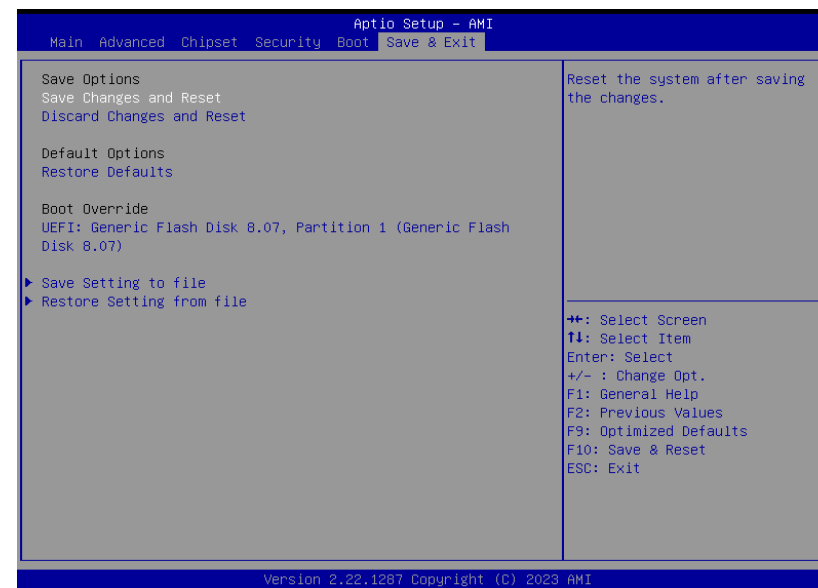 Aptio Setup – AMI
Main Advanced Chipset Security Boot Save & Exit
Save Options
Save Changes and Reset
Discard Changes and Reset
Default Options
Restore Defaults
Boot Override
UEFI: Generic Flash Disk 8.07, Partition 1 (Generic Flash
Disk 8.07)
▶ Save Setting to file
▶ Restore Setting from file
Reset the system after saving
the changes.
→←: Select Screen
↑↓: Select Item
Enter: Select
+/- : Change Opt.
F1: General Help
F2: Previous Values
F9: Optimized Defaults
F10: Save & Reset
ESC: Exit
Version 2.22.1287 Copyright (C) 2023 AMI